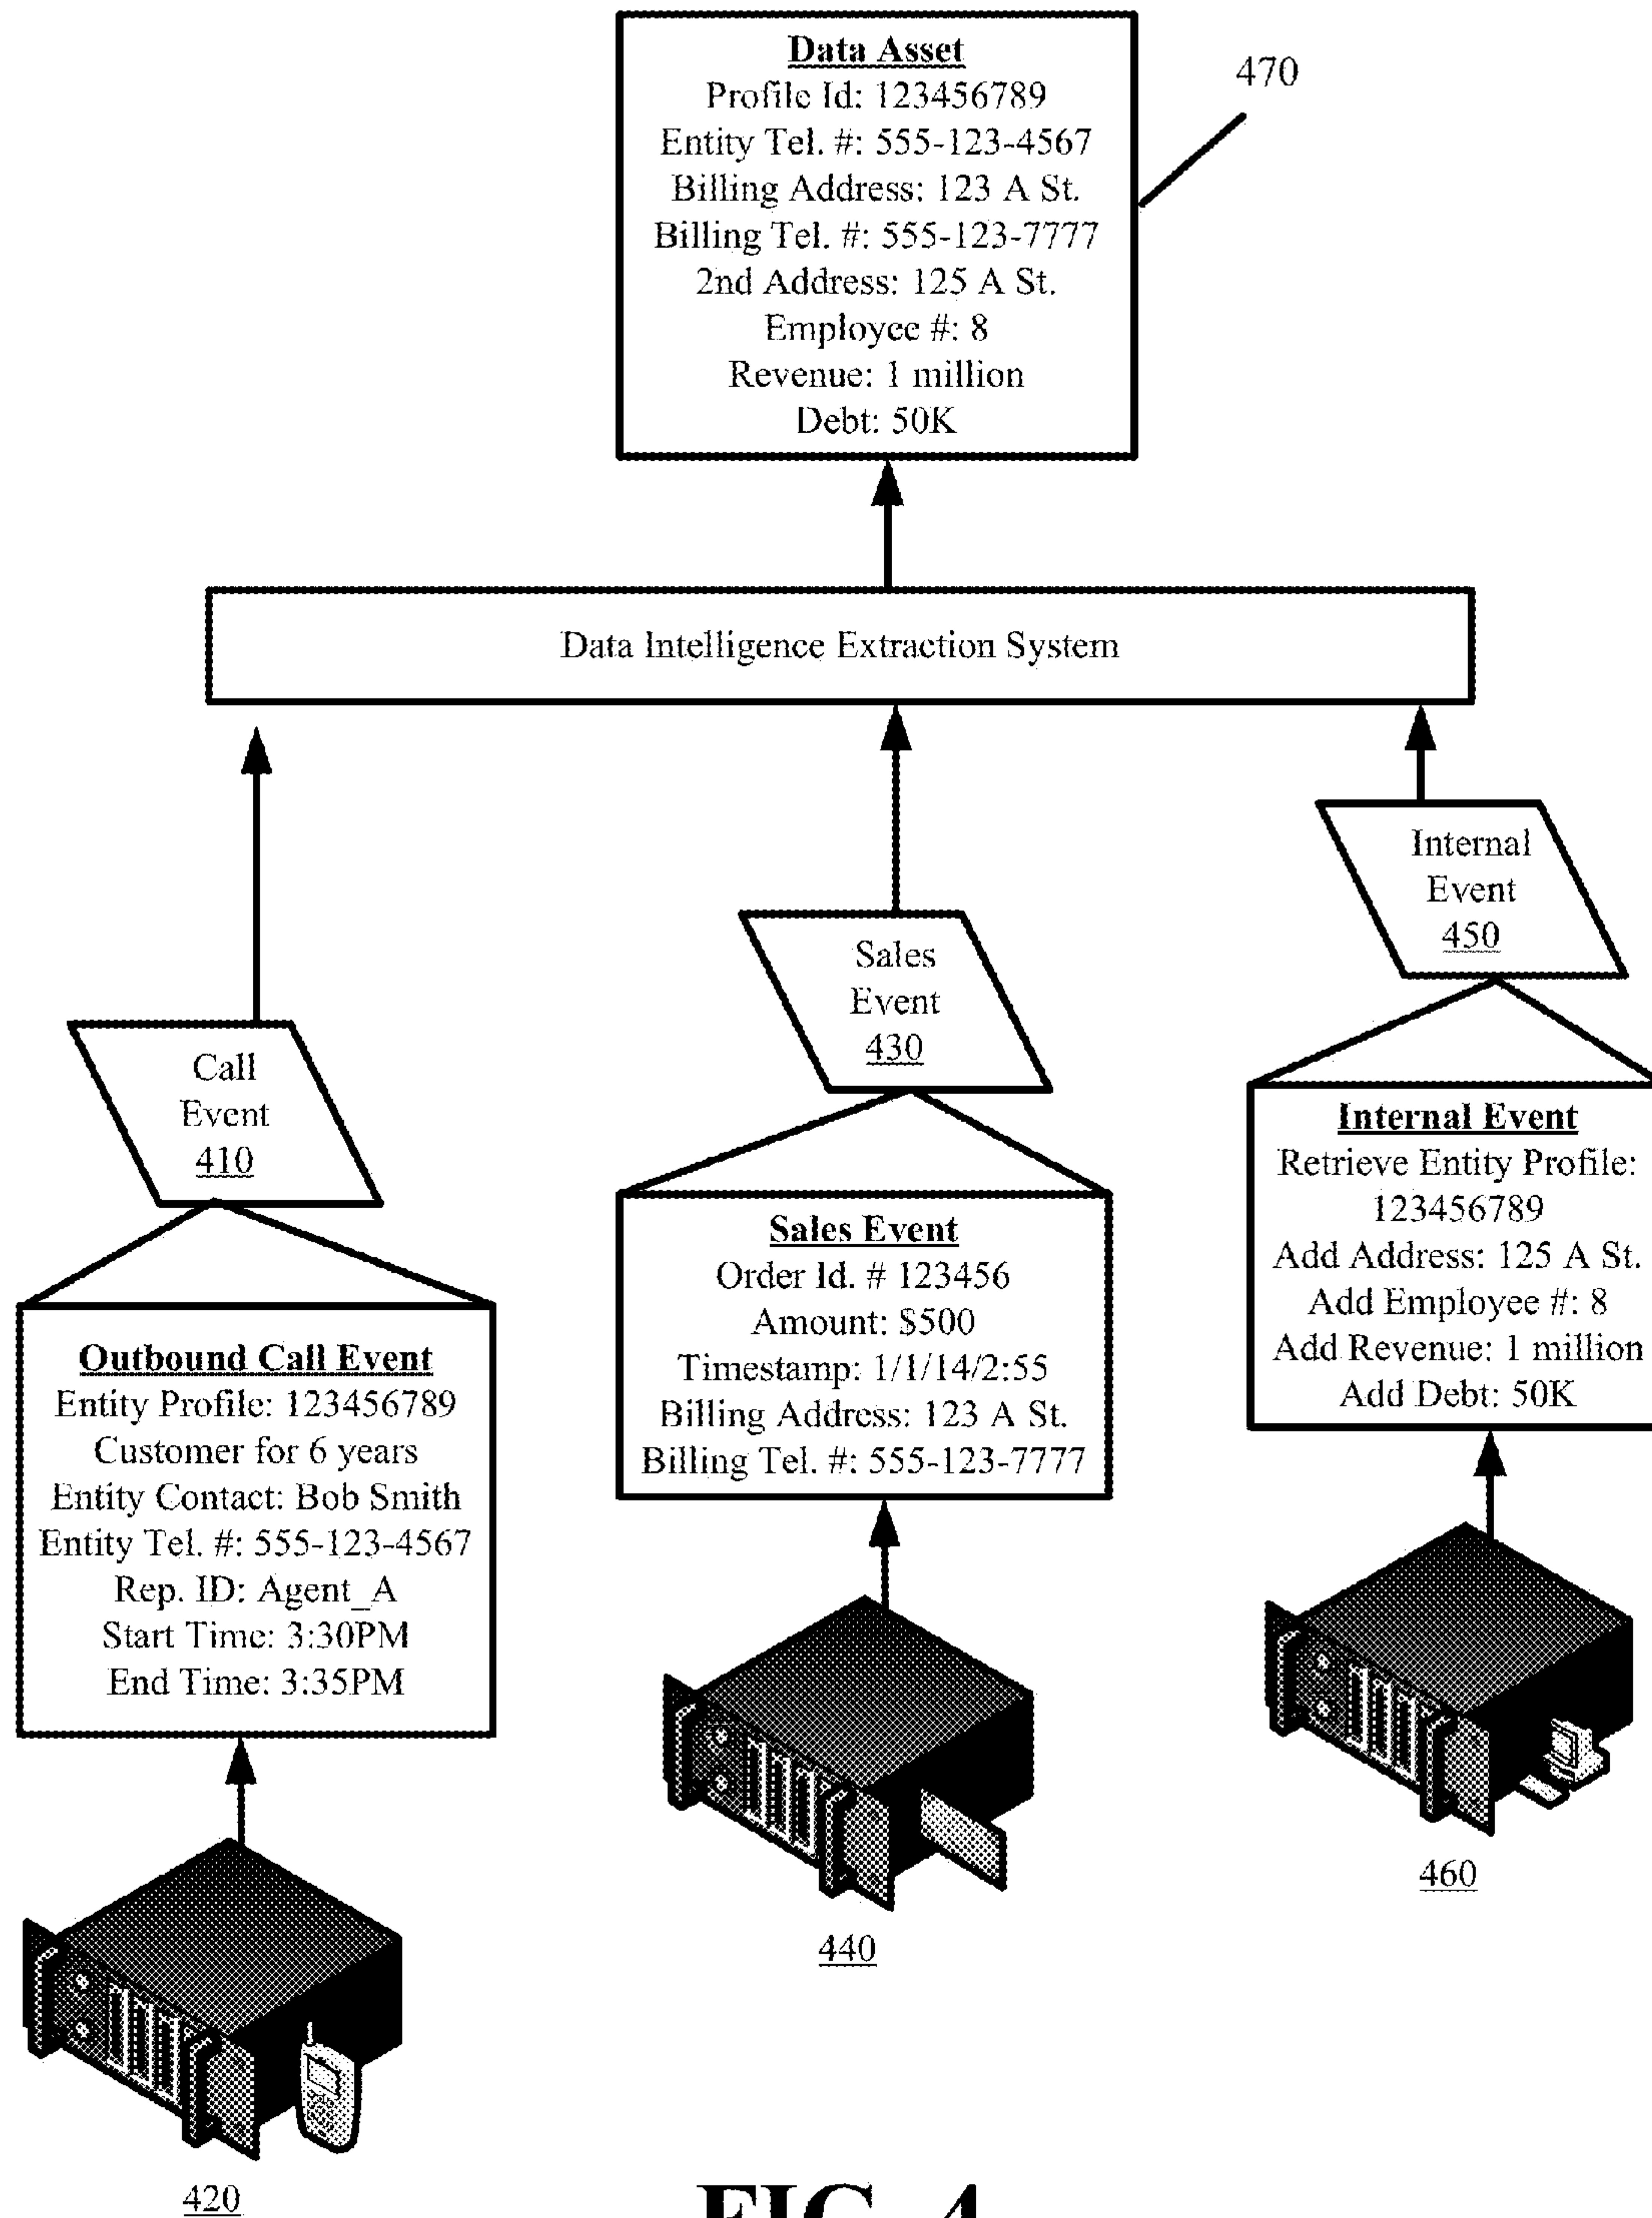 Data Asset
Profile Id: 123456789
Entity Tel. #: 555-123-4567
Billing Address: 123 A St.
Billing Tel. #: 555-123-7777
2nd Address: 125 A St.
Employee #: 8
Revenue: 1 million
Debt: 50K
470
Data Intelligence Extraction System
Call
Event
410
Outbound Call Event
Entity Profile: 123456789
Customer for 6 years
Entity Contact: Bob Smith
Entity Tel. #: 555-123-4567
Rep. ID: Agent_A
Start Time: 3:30PM
End Time: 3:35PM
420
Sales
Event
430
Sales Event
Order Id. # 123456
Amount: $500
Timestamp: 1/1/14/2:55
Billing Address: 123 A St.
Billing Tel. #: 555-123-7777
440
Internal
Event
450
Internal Event
Retrieve Entity Profile:
123456789
Add Address: 125 A St.
Add Employee #: 8
Add Revenue: 1 million
Add Debt: 50K
460
FIG. 4